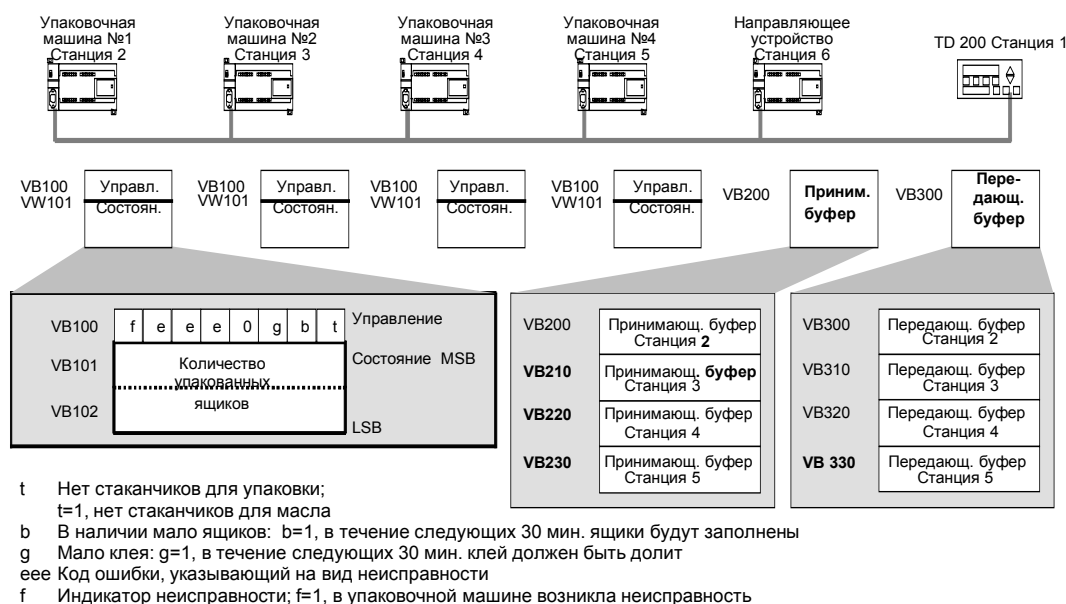 Упаковочная
машина №1
Станция 2
Упаковочная
машина №2
Станция 3
Упаковочная
машина №3
Станция 4
Упаковочная
машина №4
Станция 5
Направляющее
устройство
Станция 6
TD 200 Станция 1
VB100
VW101
Управл.
Состоян.
VB100
VW101
Управл.
Состоян.
VB100
VW101
Управл.
Состоян.
VB100
VW101
Управл.
Состоян.
VB200
Приним.
буфер
VB300
Пере-
дающ.
буфер
VB100 f e e e 0 g b t Управление
VB101 Количество Состояние MSB
упакованных
VB102 ящиков
LSB
VB200 Принимающ. буфер
Станция 2
VB210 Принимающ. буфер
Станция 3
VB220 Принимающ. буфер
Станция 4
VB230 Принимающ. буфер
Станция 5
VB300 Передающ. буфер
Станция 2
VB310 Передающ. буфер
Станция 3
VB320 Передающ. буфер
Станция 4
VB 330 Передающ. буфер
Станция 5
t Нет стаканчиков для упаковки;
t=1, нет стаканчиков для масла
b В наличии мало ящиков: b=1, в течение следующих 30 мин. ящики будут заполнены
g Мало клея: g=1, в течение следующих 30 мин. клей должен быть долит
eee Код ошибки, указывающий на вид неисправности
f Индикатор неисправности; f=1, в упаковочной машине возникла неисправность